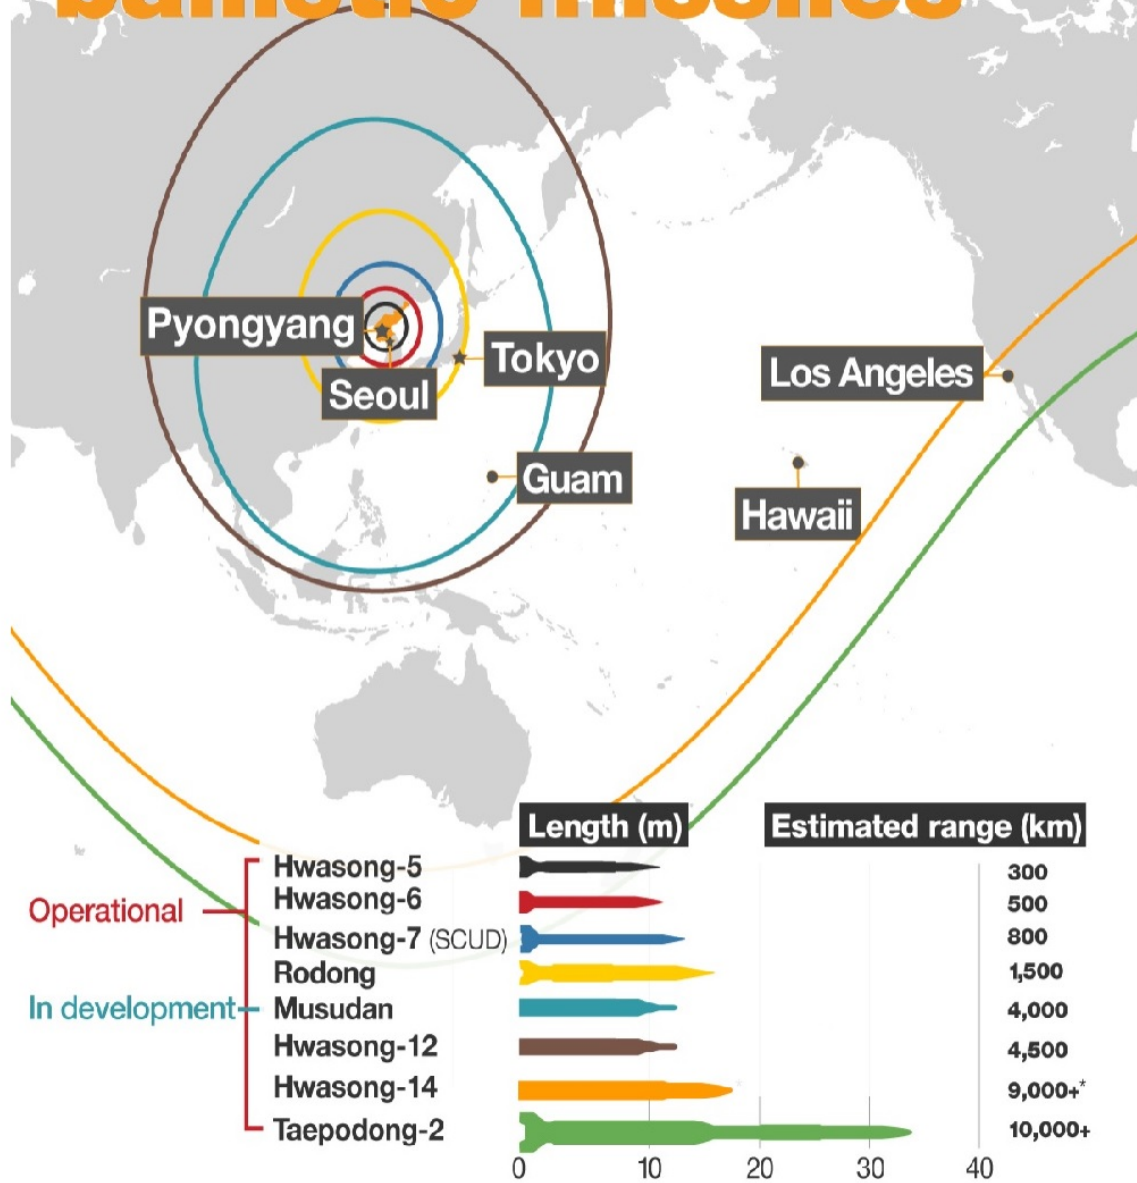 ballistic missiles
Pyongyang
Seoul
Tokyo
Guam
Los Angeles
Hawaii
Length (m)
Estimated range (km)
Operational
In development
Hwasong-5 300
Hwasong-6 500
Hwasong-7 (SCUD) 800
Rodong 1,500
Musudan 4,000
Hwasong-12 4,500
Hwasong-14 9,000+*
Taepodong-2 10,000+
0 10 20 30 40